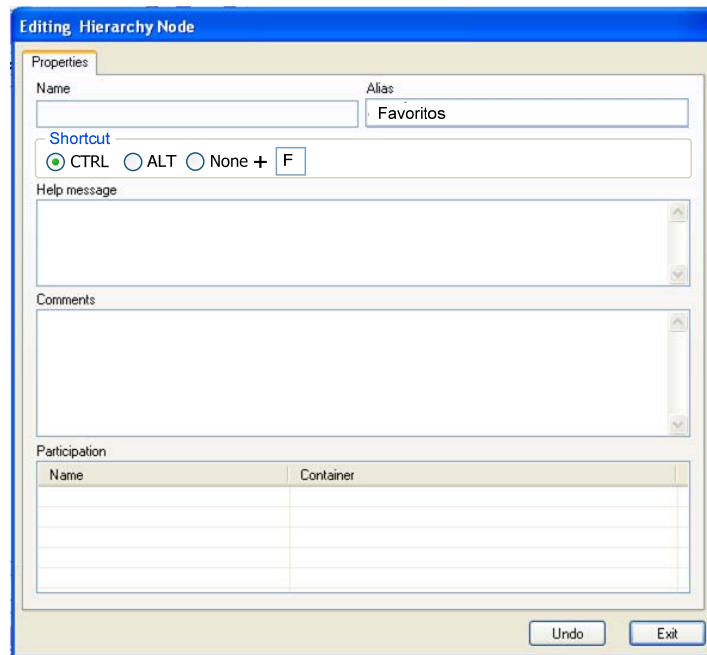 Editing Hierarchy Node
Properties
Name Alias
Favoritos
Shortcut
CTRL ALT None + F
Help message
Comments
Participation
Name Container
Undo Exit